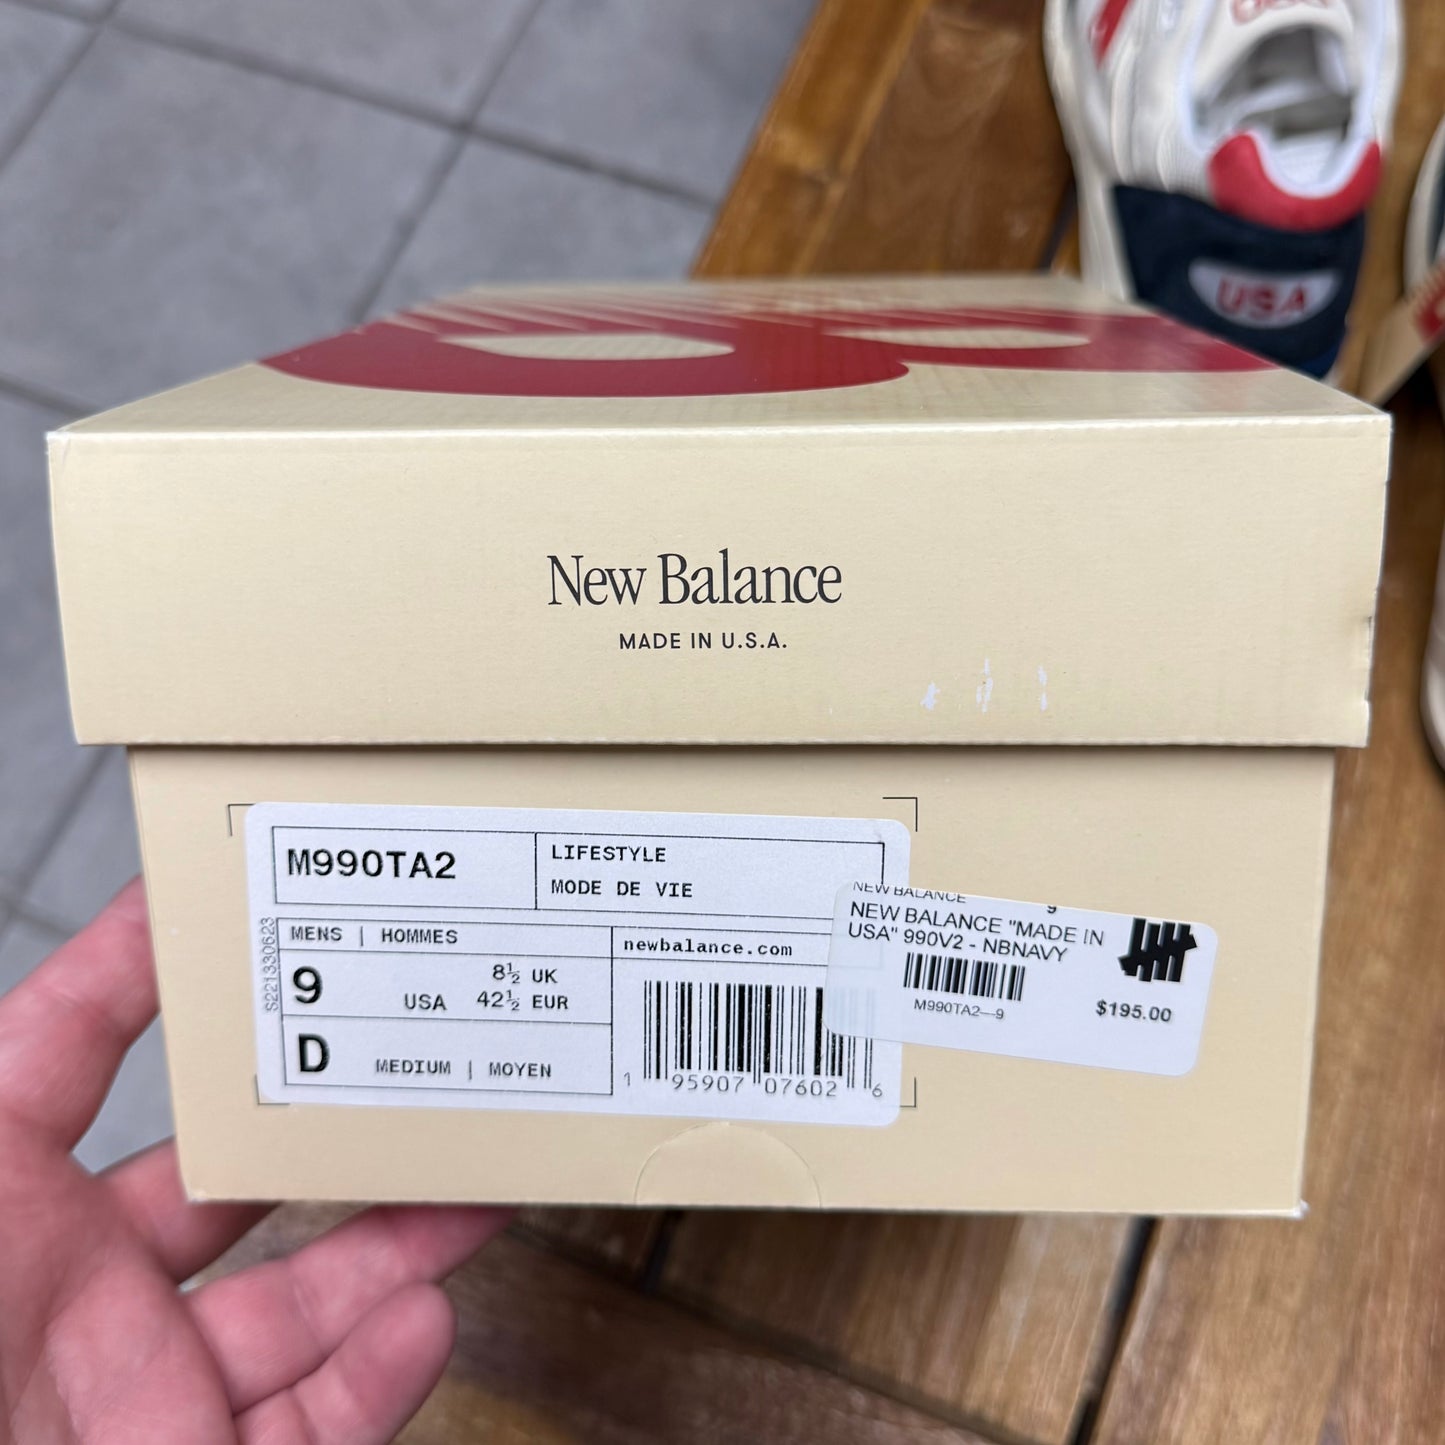 990
USA
New Balance
MADE IN U.S.A.
M990TA2
LIFESTYLE
MODE DE VIE
S221330623
MENS | HOMMES
9
8½ UK
USA 42½ EUR
D
MEDIUM | MOYEN
newbalance.com
1 95907 07602 6
NEW BALANCE 9
NEW BALANCE "MADE IN
USA" 990V2 - NBNAVY
M990TA2—9
$195.00